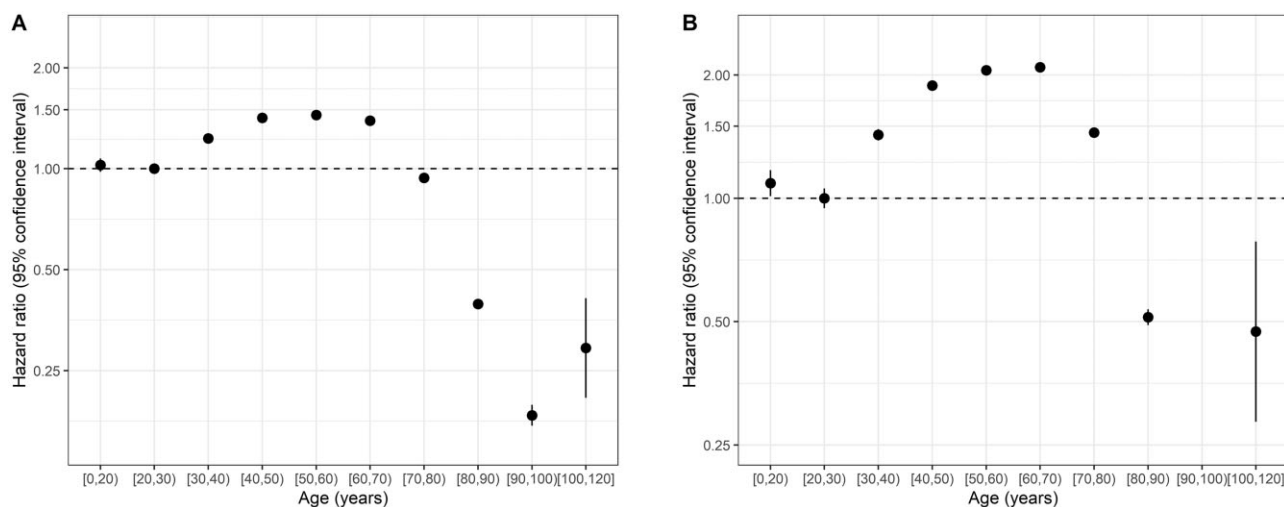 A
Hazard ratio (95% confidence interval)
2.00
1.50
1.00
0.50
0.25
[0,20) [20,30) [30,40) [40,50) [50,60) [60,70) [70,80) [80,90) [90,100) [100,120]
Age (years)
B
Hazard ratio (95% confidence interval)
2.00
1.50
1.00
0.50
0.25
[0,20) [20,30) [30,40) [40,50) [50,60) [60,70) [70,80) [80,90) [90,100) [100,120]
Age (years)